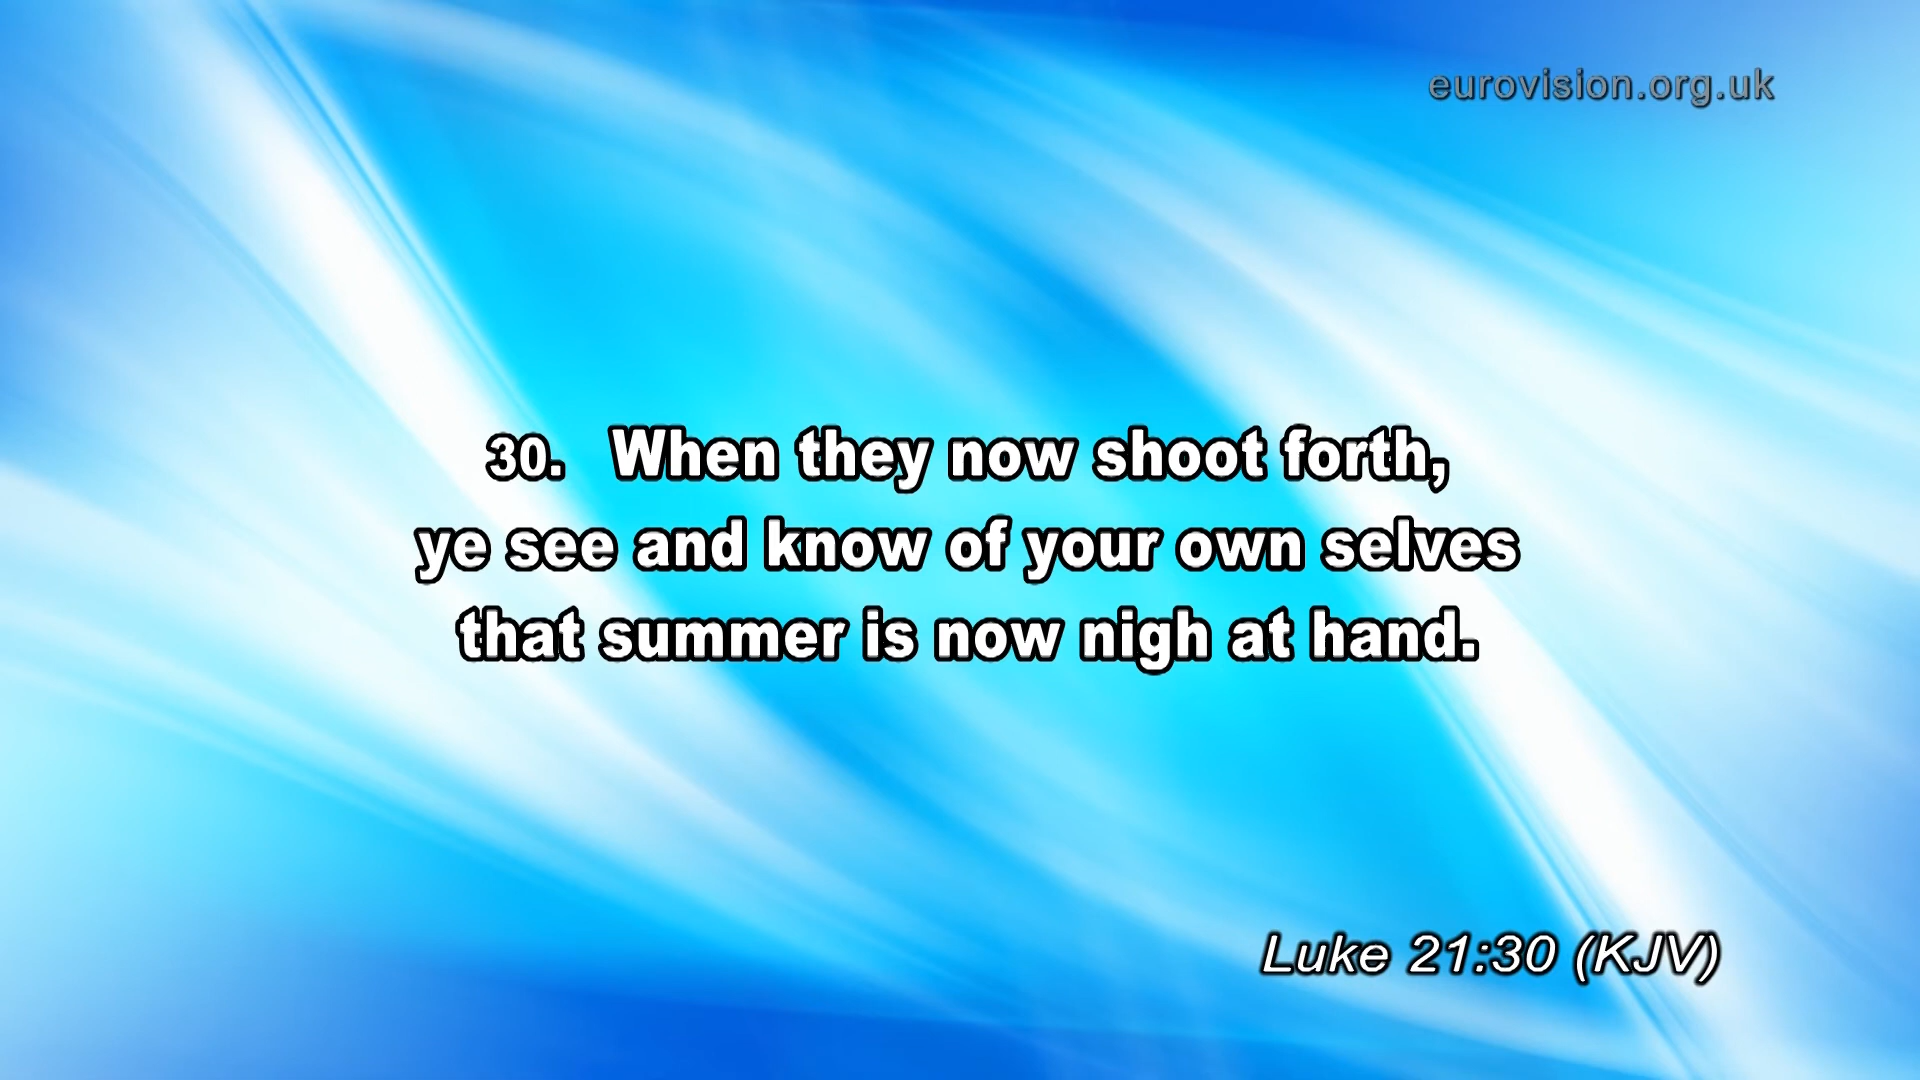 eurovision.org.uk
30. When they now shoot forth,
ye see and know of your own selves
that summer is now nigh at hand.
Luke 21:30 (KJV)